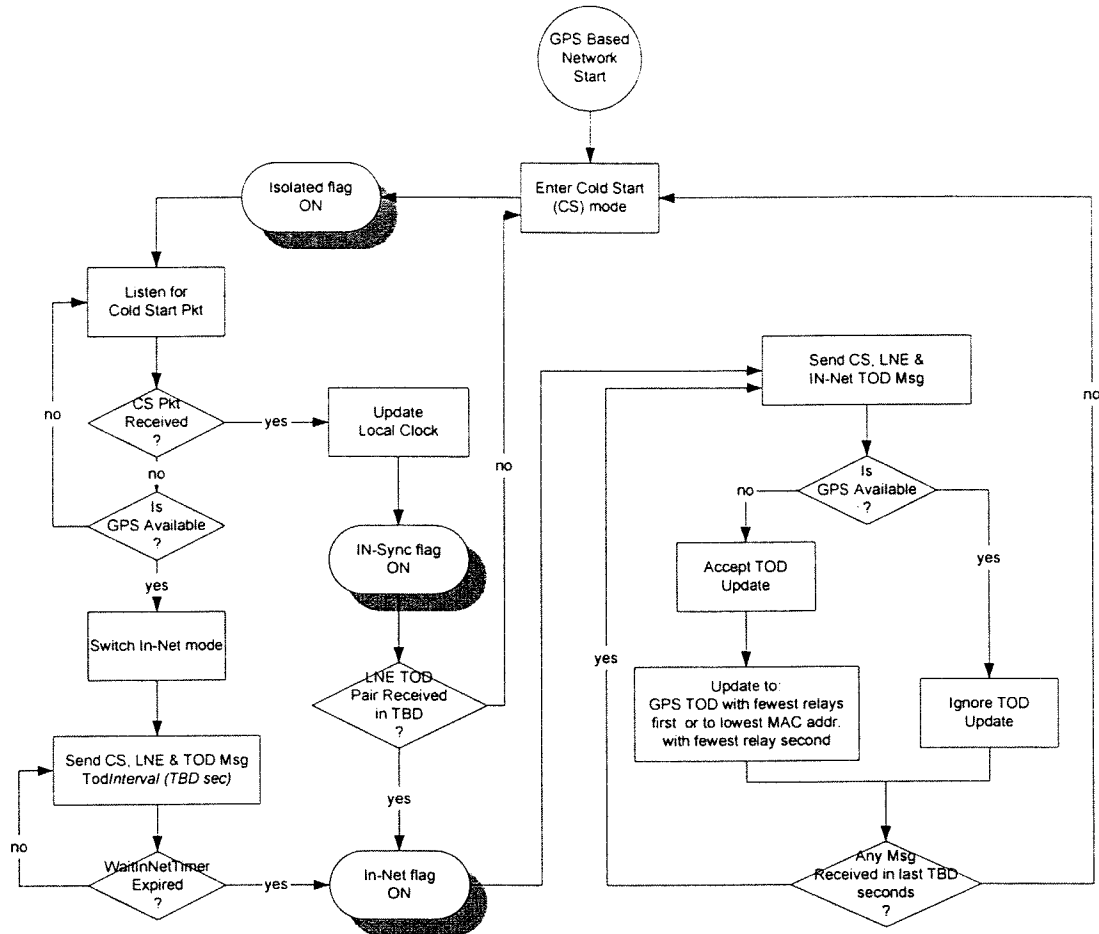 GPS Based
Network
Start
Enter Cold Start
(CS) mode
Isolated flag
ON
Listen for
Cold Start Pkt
CS Pkt
Received
?
no
yes
no
Is
GPS Available
?
yes
Switch In-Net mode
Send CS, LNE & TOD Msg
TodInterval (TBD sec)
no
WaitInNetTimer
Expired
?
yes
Update
Local Clock
IN-Sync flag
ON
LNE TOD
Pair Received
in TBD
?
no
yes
In-Net flag
ON
Send CS, LNE &
IN-Net TOD Msg
Is
GPS Available
?
no
yes
Accept TOD
Update
Update to:
GPS TOD with fewest relays
first or to lowest MAC addr.
with fewest relay second
Ignore TOD
Update
Any Msg
Received in last TBD
seconds
?
yes
no